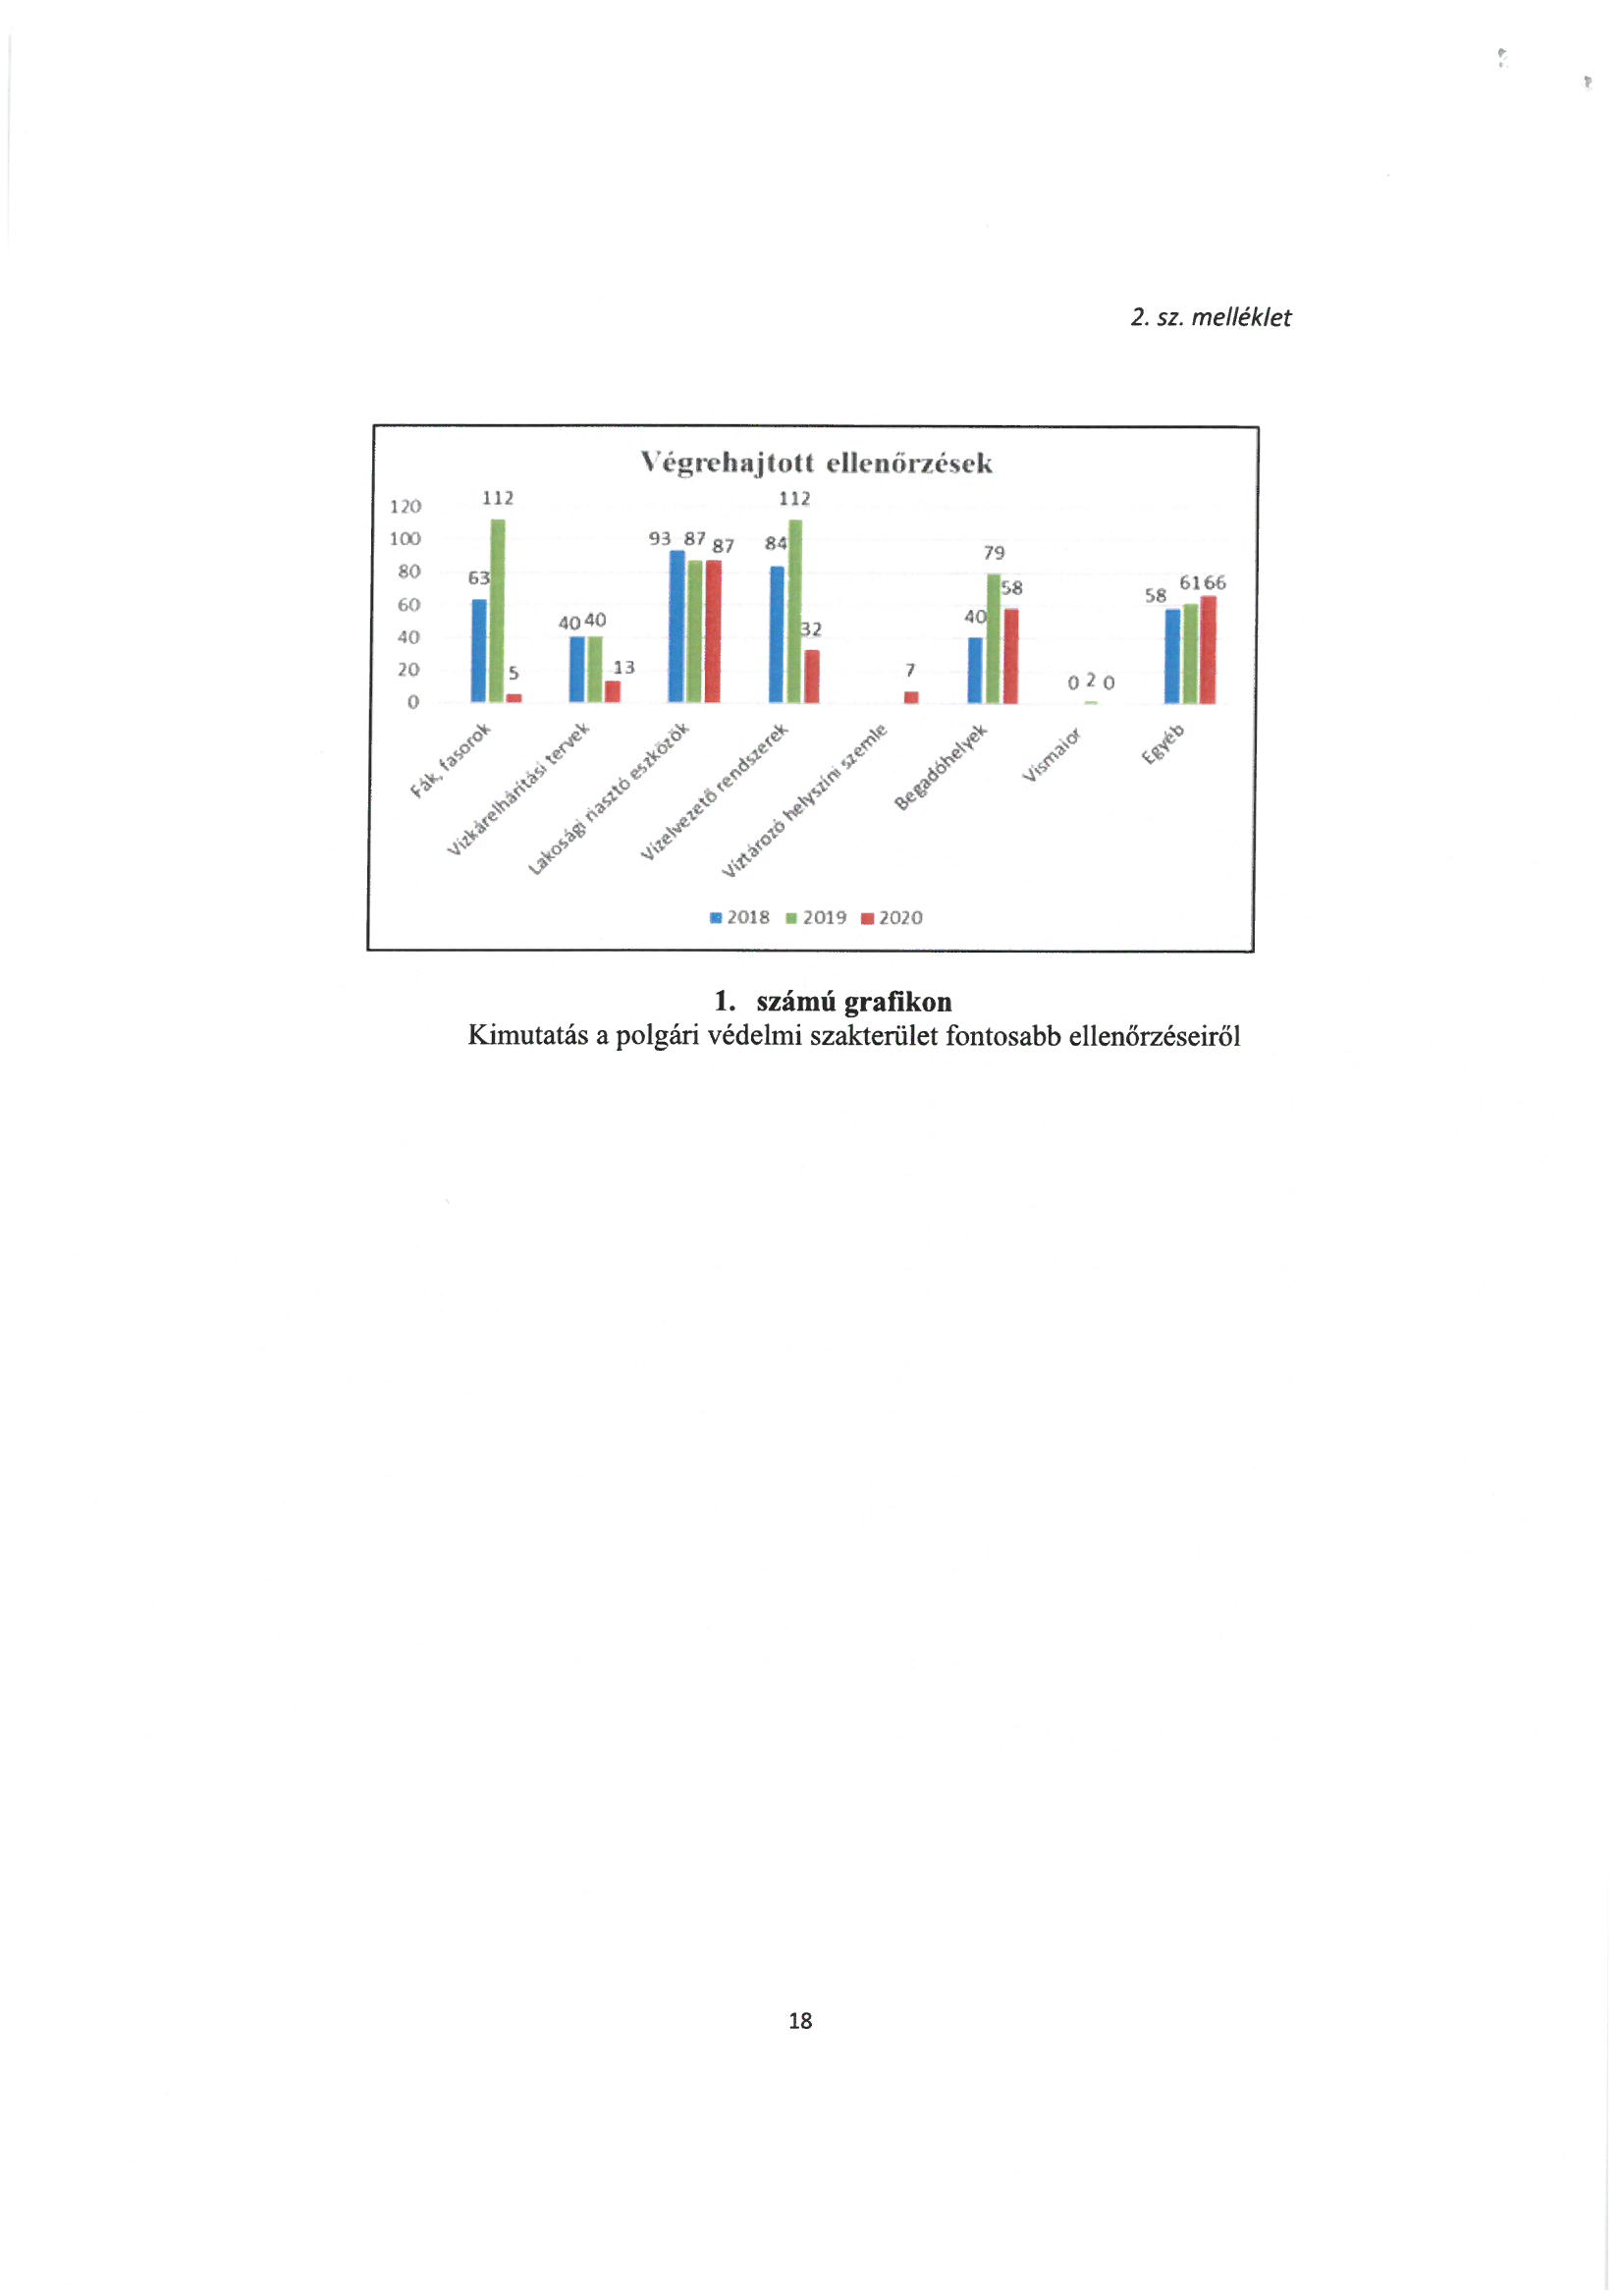 2. sz. melléklet
Végrehajtott ellenőrzések
120
100
80
60
40
20
0
63
112
5
40 40
13
93 87 87
84
112
32
7
40
79
58
0 2 0
58
61 66
Fák, fasorok
Vízkárelhárítási tervek
Lakosági riasztó eszközök
Vízelvezető rendszerek
Víztározó helyszíni szemle
Begadóhelyek
Vismaior
Egyéb
2018 2019 2020
1. számú grafikon
Kimutatás a polgári védelmi szakterület fontosabb ellenőrzéseiről
18